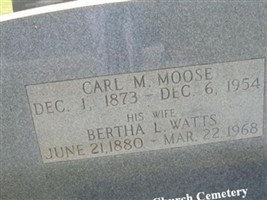 CARL M. MOOSE
DEC. 1, 1873 - DEC. 6, 1954
HIS WIFE
BERTHA L. WATTS
JUNE 21, 1880 - MAR. 22, 1968
Church Cemetery